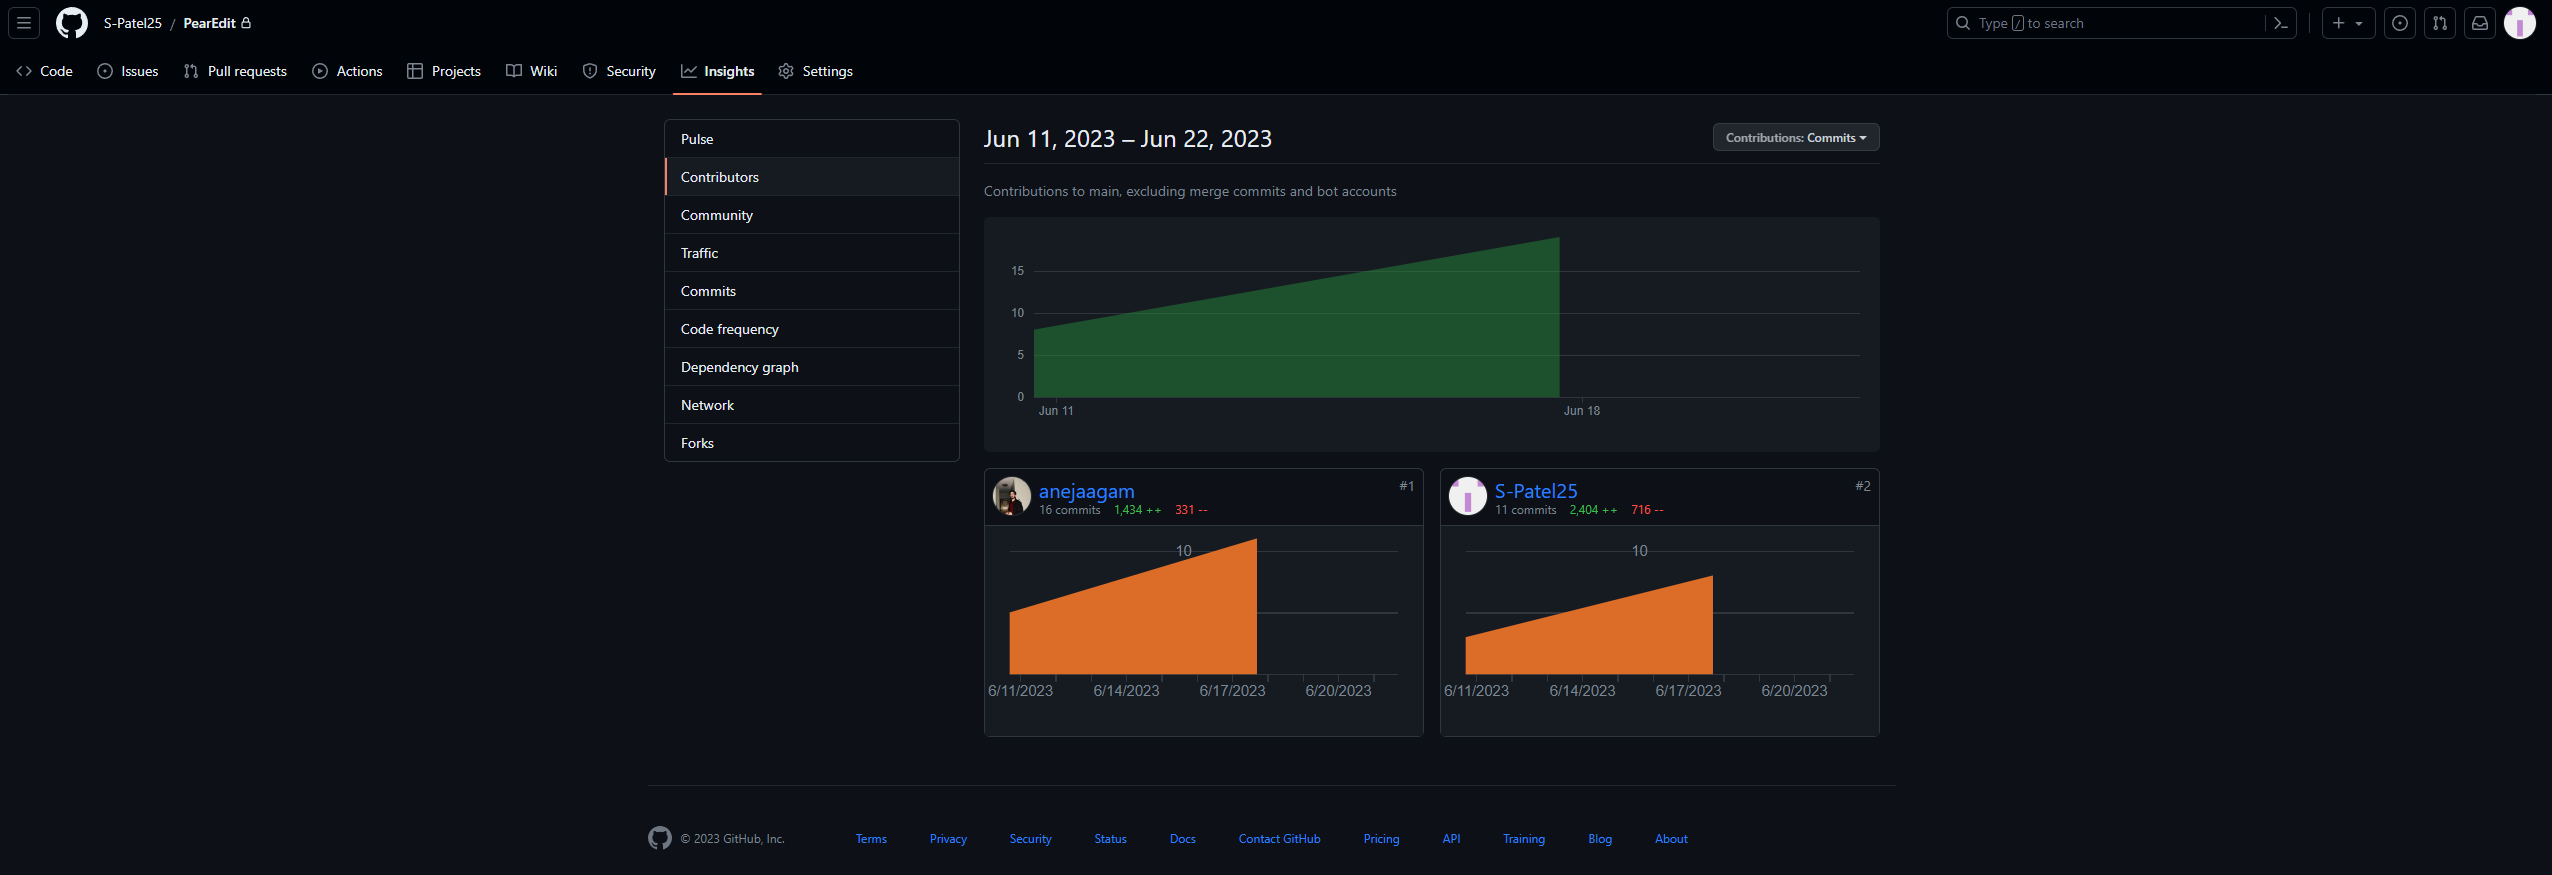 S-Patel25 / PearEdit
Type / to search
Code Issues Pull requests Actions Projects Wiki Security Insights Settings
Pulse
Contributors
Community
Traffic
Commits
Code frequency
Dependency graph
Network
Forks
Jun 11, 2023 – Jun 22, 2023
Contributions: Commits
Contributions to main, excluding merge commits and bot accounts
15
10
5
0
Jun 11 Jun 18
anejaagam #1
16 commits 1,434 ++ 331 --
10
6/11/2023 6/14/2023 6/17/2023 6/20/2023
S-Patel25 #2
11 commits 2,404 ++ 716 --
10
6/11/2023 6/14/2023 6/17/2023 6/20/2023
© 2023 GitHub, Inc. Terms Privacy Security Status Docs Contact GitHub Pricing API Training Blog About